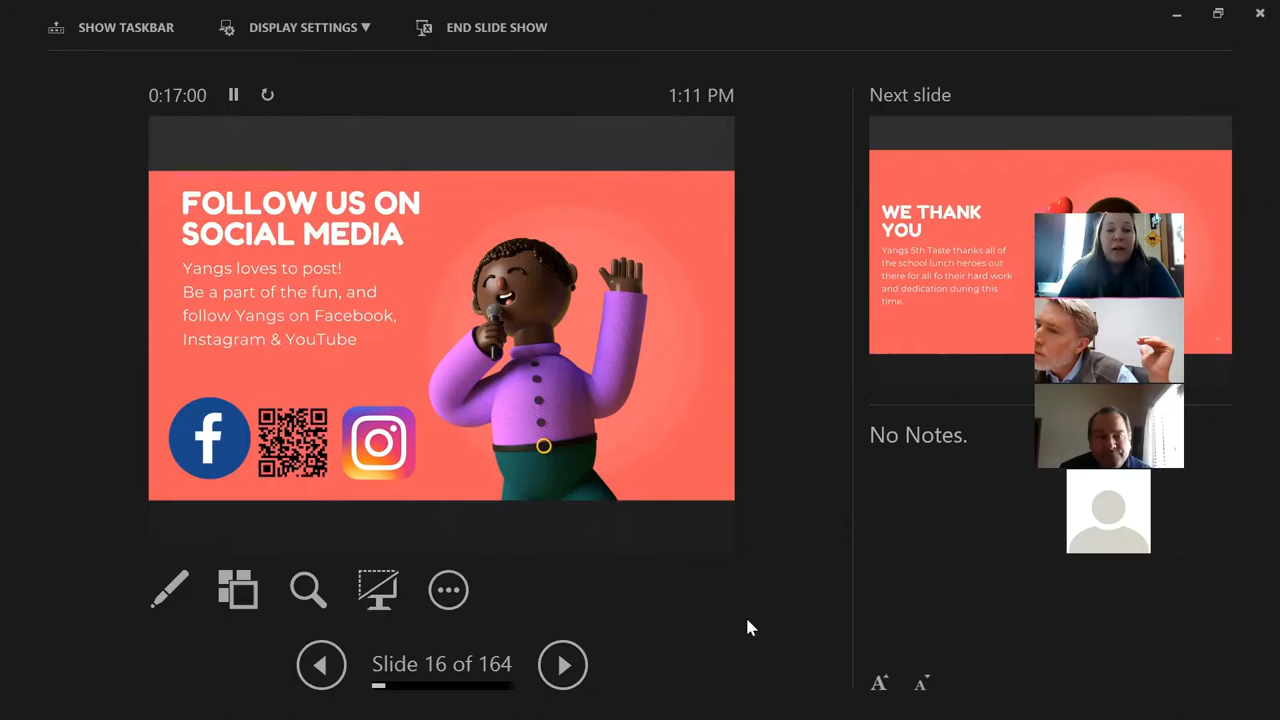 SHOW TASKBAR
DISPLAY SETTINGS ▼
END SLIDE SHOW
0:17:00
1:11 PM
FOLLOW US ON
SOCIAL MEDIA
Yangs loves to post!
Be a part of the fun, and
follow Yangs on Facebook,
Instagram & YouTube
Slide 16 of 164
Next slide
WE THANK
YOU
Yangs 5th Taste thanks all of
the school lunch heroes out
there for all fo their hard work
and dedication during this
time.
No Notes.
A A